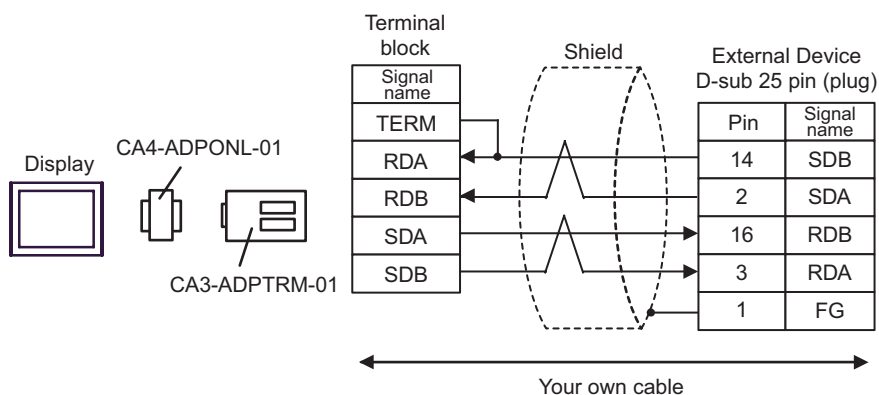 Display
CA4-ADPONL-01
CA3-ADPTRM-01
Terminal
block
Signal
name
TERM
RDA
RDB
SDA
SDB
Shield
External Device
D-sub 25 pin (plug)
Pin Signal
name
14 SDB
2 SDA
16 RDB
3 RDA
1 FG
Your own cable